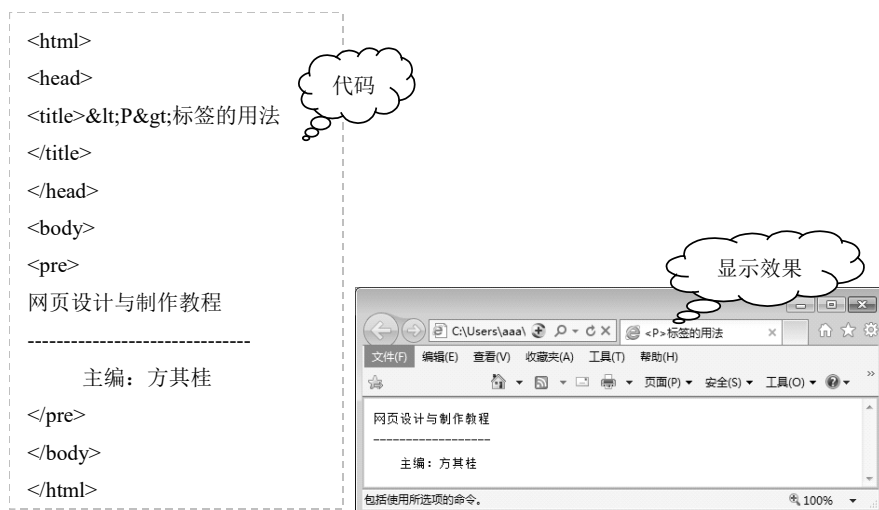 <html>
<head>
<title>&lt;P&gt;标签的用法
</title>
</head>
<body>
<pre>
网页设计与制作教程
-------------------------------
主编：方其桂
</pre>
</body>
</html>
代码
显示效果
C:\Users\aaa\
<P>标签的用法
文件(F) 编辑(E) 查看(V) 收藏夹(A) 工具(T) 帮助(H)
页面(P) 安全(S) 工具(O)
网页设计与制作教程
------------------
主编：方其桂
包括使用所选项的命令。 100%